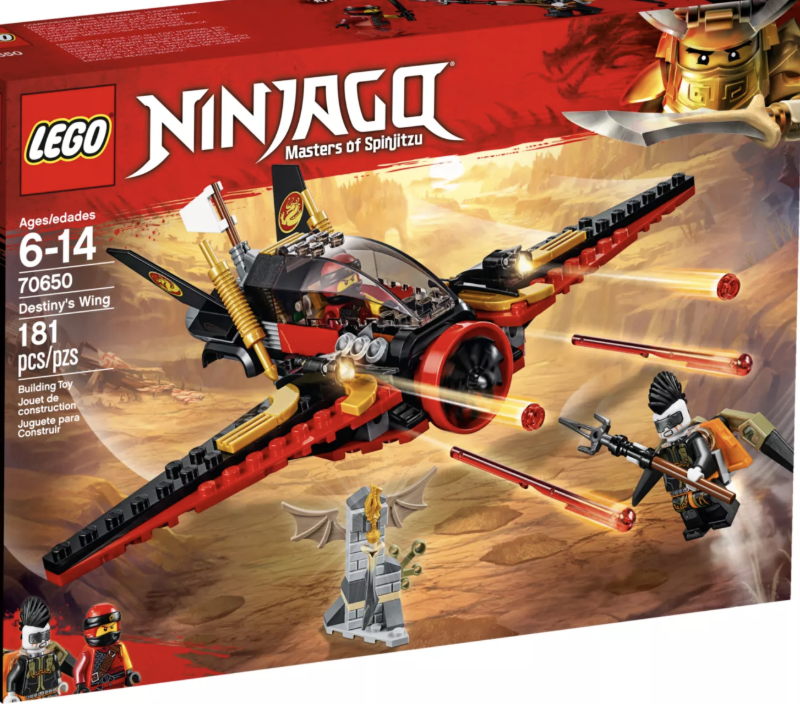 LEGO
NINJAGO
Masters of Spinjitzu
Ages/edades
6-14
70650
Destiny's Wing
181
pcs/pzs
Building Toy
Jouet de
construction
Juguete para
Construir